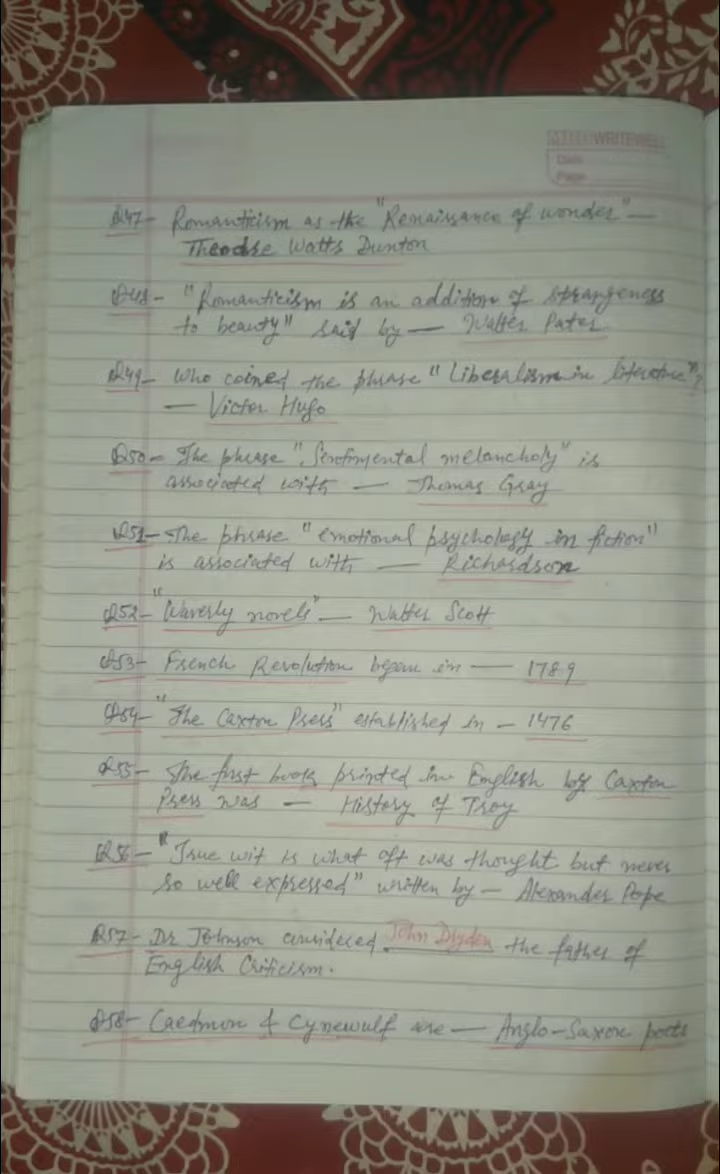 WRITEWELL
Date
Page
Q47- Romanticism as the "Renaissance of wonder" —
Theodse Watts Dunton
Q48- "Romanticism is an addition of strangeness
to beauty" said by — Walter Pater
Q49- Who coined the phrase "Liberalism in literature"?
— Victor Hugo
Q50- The phrase "Sentimental melancholy" is
associated with — Thomas Gray
Q51- The phrase "emotional psychology in fiction"
is associated with — Richardson
Q52- "Waverly novels" — Walter Scott
Q53- French Revolution began in — 1789
Q54- "The Caxton Press" established in - 1476
Q55- The first book printed in English by Caxton
Press was — History of Troy
Q56- "True wit is what oft was thought but never
so well expressed" written by - Alexander Pope
Q57- Dr Johnson considered John Dryden the father of
English Criticism.
Q58- Caedmon & Cynewulf are — Anglo-Saxon poets